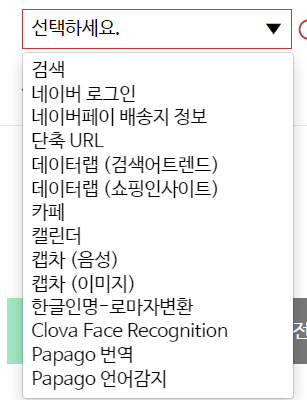 선택하세요. ▼
검색
네이버 로그인
네이버페이 배송지 정보
단축 URL
데이터랩 (검색어트렌드)
데이터랩 (쇼핑인사이트)
카페
캘린더
캡차 (음성)
캡차 (이미지)
한글인명-로마자변환
전
Clova Face Recognition
Papago 번역
Papago 언어감지